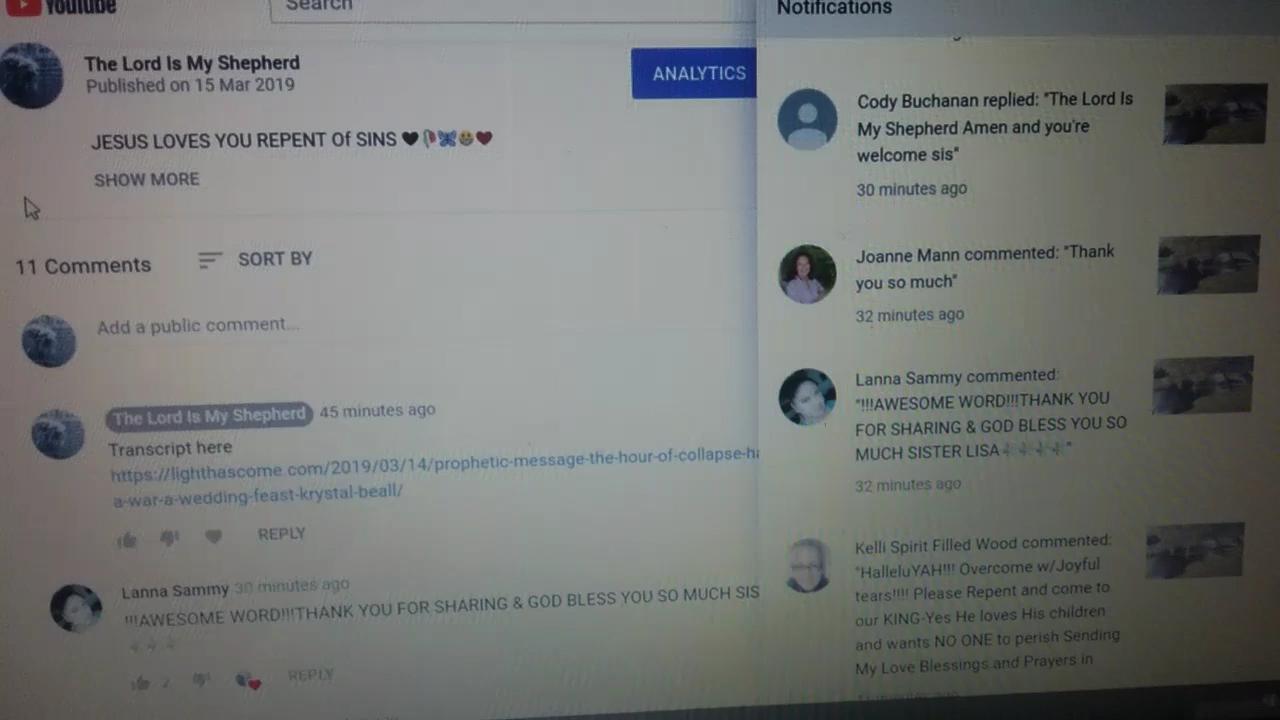 YouTube
Search
The Lord Is My Shepherd
Published on 15 Mar 2019
ANALYTICS
JESUS LOVES YOU REPENT Of SINS
SHOW MORE
11 Comments
SORT BY
Add a public comment...
The Lord Is My Shepherd 45 minutes ago
Transcript here
https://lighthascome.com/2019/03/14/prophetic-message-the-hour-of-collapse-ha
a-war-a-wedding-feast-krystal-beall/
REPLY
Lanna Sammy 30 minutes ago
!!!AWESOME WORD!!!THANK YOU FOR SHARING & GOD BLESS YOU SO MUCH SIS
2
REPLY
Notifications
Cody Buchanan replied: "The Lord Is
My Shepherd Amen and you're
welcome sis"
30 minutes ago
Joanne Mann commented: "Thank
you so much"
32 minutes ago
Lanna Sammy commented:
"!!!AWESOME WORD!!!THANK YOU
FOR SHARING & GOD BLESS YOU SO
MUCH SISTER LISA "
32 minutes ago
Kelli Spirit Filled Wood commented:
"HalleluYAH!!! Overcome w/Joyful
tears!!!! Please Repent and come to
our KING-Yes He loves His children
and wants NO ONE to perish Sending
My Love Blessings and Prayers in